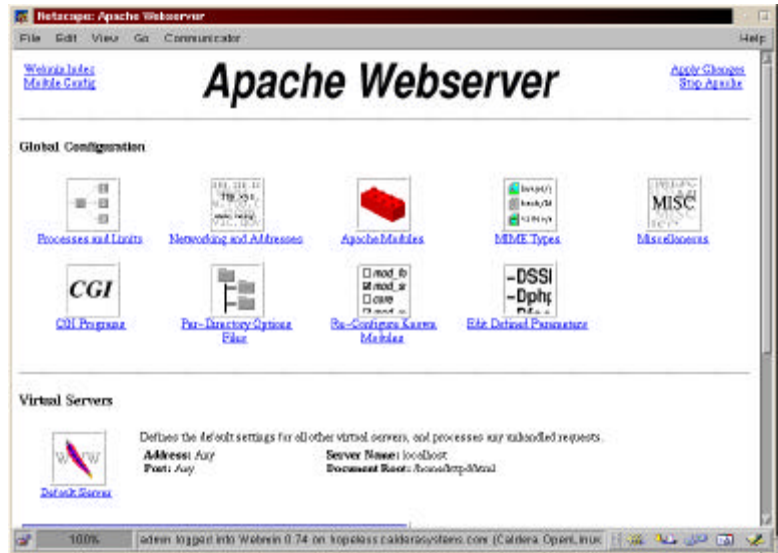 Netscape: Apache Webserver
File Edit View Go Communicator Help
Webmin Index
Module Config
Apache Webserver
Apply Changes
Stop Apache
Global Configuration
MISC
Processes and Limits
Networking and Addresses
Apache Modules
MIME Types
Miscellaneous
CGI
mod_
mod_
core
-DSSL
-Dphp
CGI Programs
Per-Directory Options
Files
Re-Configure Known
Modules
Edit Defined Parameters
Virtual Servers
Defines the default settings for all other virtual servers, and processes any unhandled requests.
Address: Any
Server Name: localhost
Port: Any
Document Root: /home/httpd/html
Default Server
100%
admin logged into Webmin 0.74 on hopeless.calderasystems.com (Caldera OpenLinux